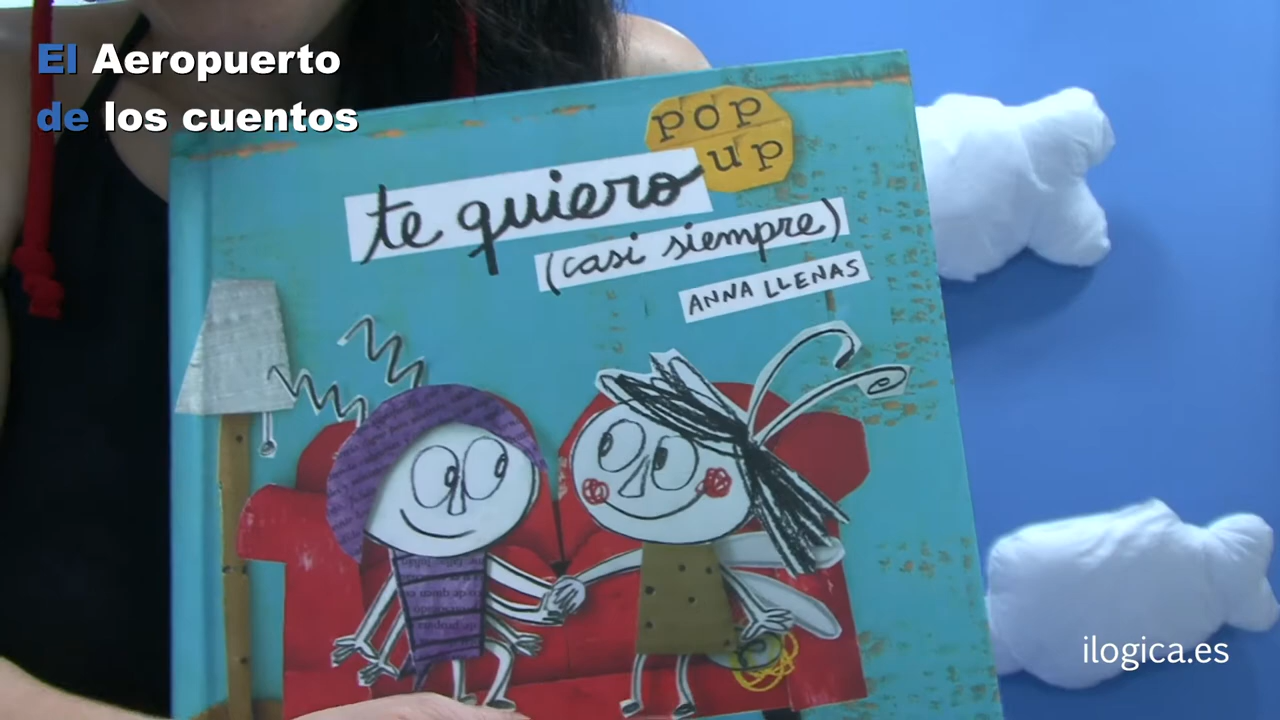 El Aeropuerto
de los cuentos
pop
up
te quiero
(casi siempre)
ANNA LLENAS
ilogica.es